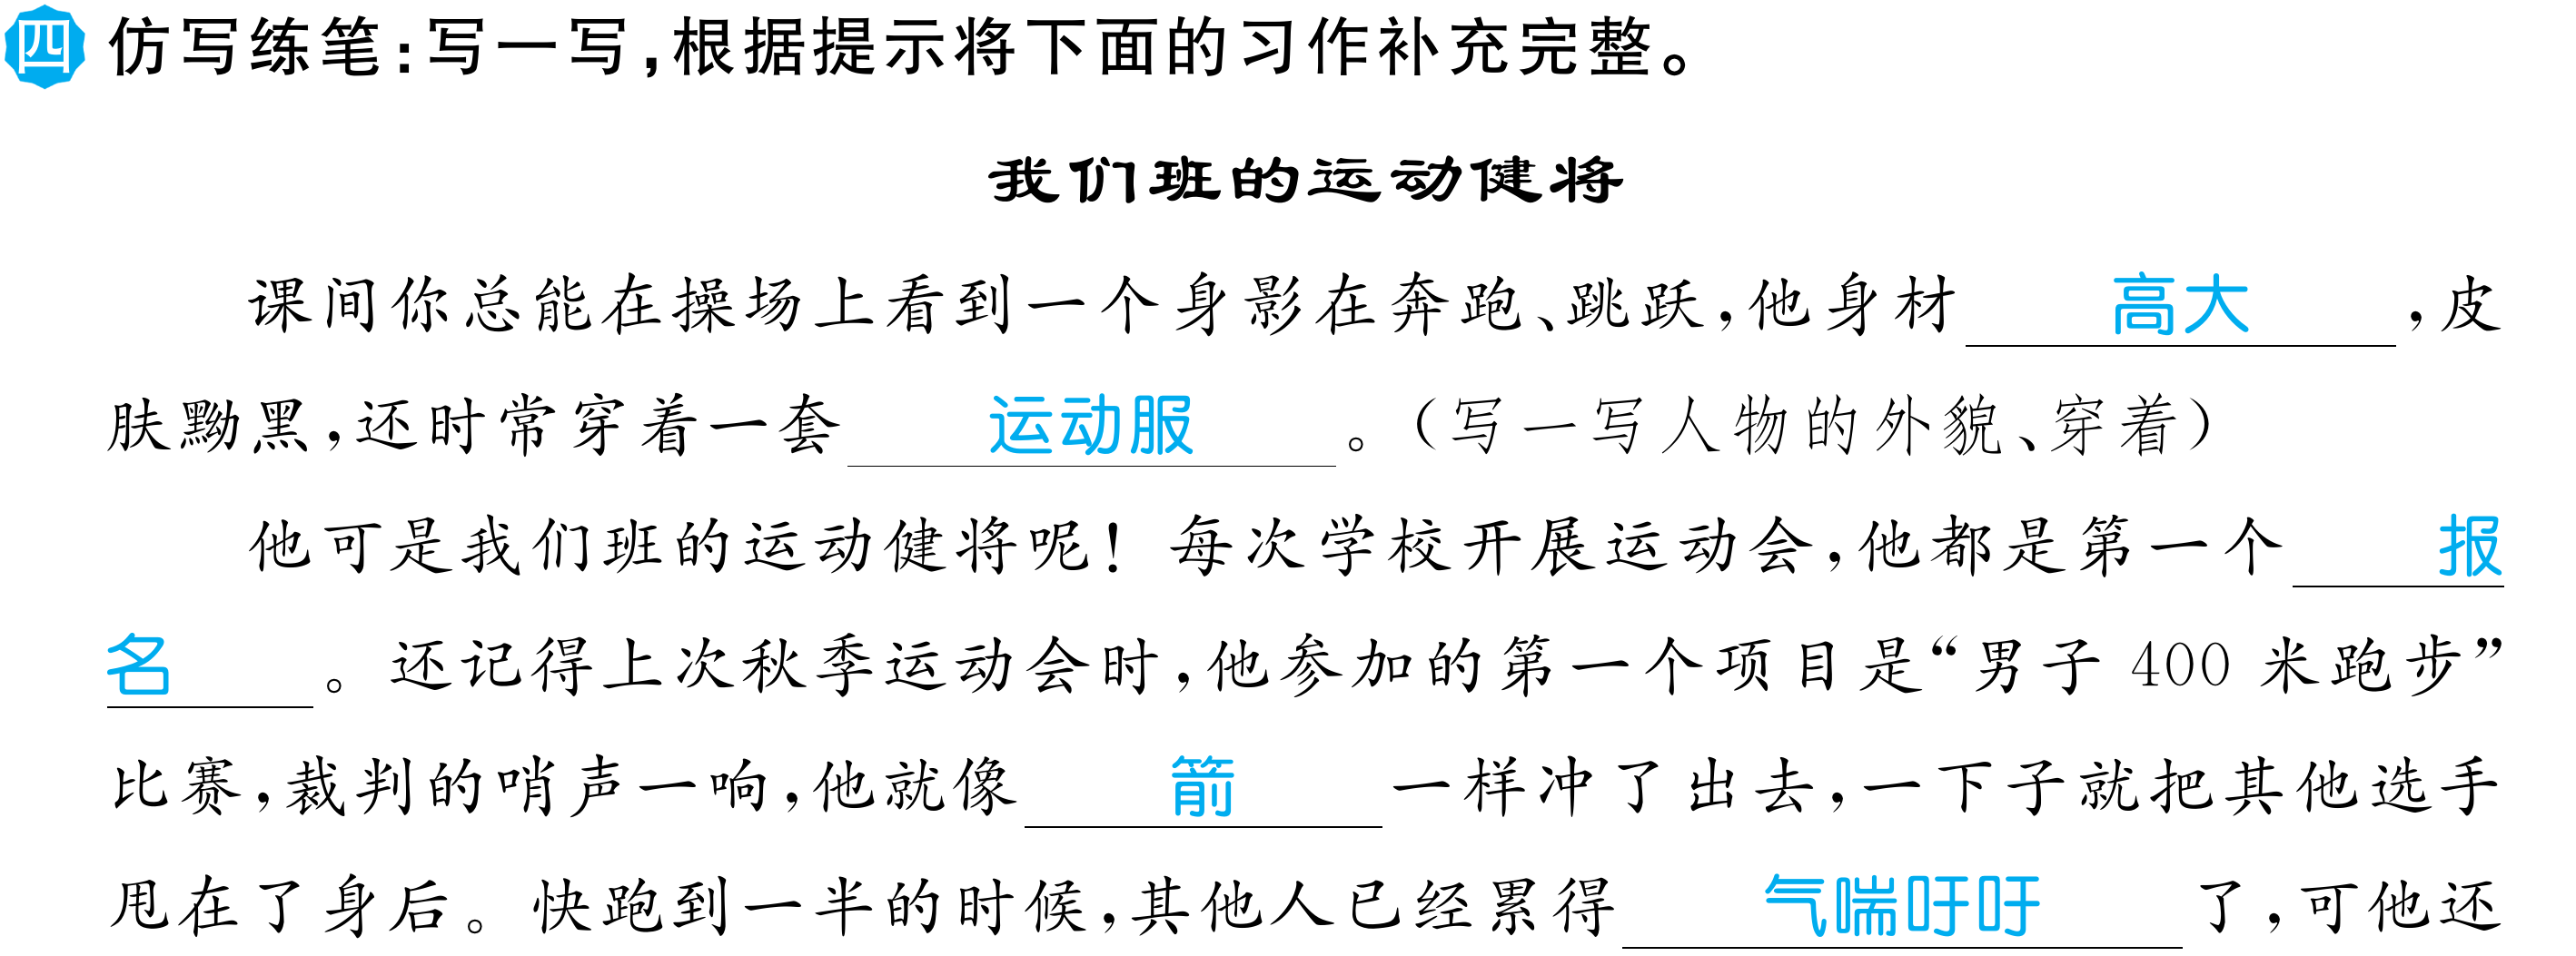 四 仿写练笔:写一写,根据提示将下面的习作补充完整。
我们班的运动健将
课间你总能在操场上看到一个身影在奔跑、跳跃,他身材高大,皮
肤黝黑,还时常穿着一套运动服。(写一写人物的外貌、穿着)
他可是我们班的运动健将呢! 每次学校开展运动会,他都是第一个报
名。还记得上次秋季运动会时,他参加的第一个项目是“男子 400 米跑步”
比赛,裁判的哨声一响,他就像箭一样冲了出去,一下子就把其他选手
甩在了身后。快跑到一半的时候,其他人已经累得气喘吁吁了,可他还